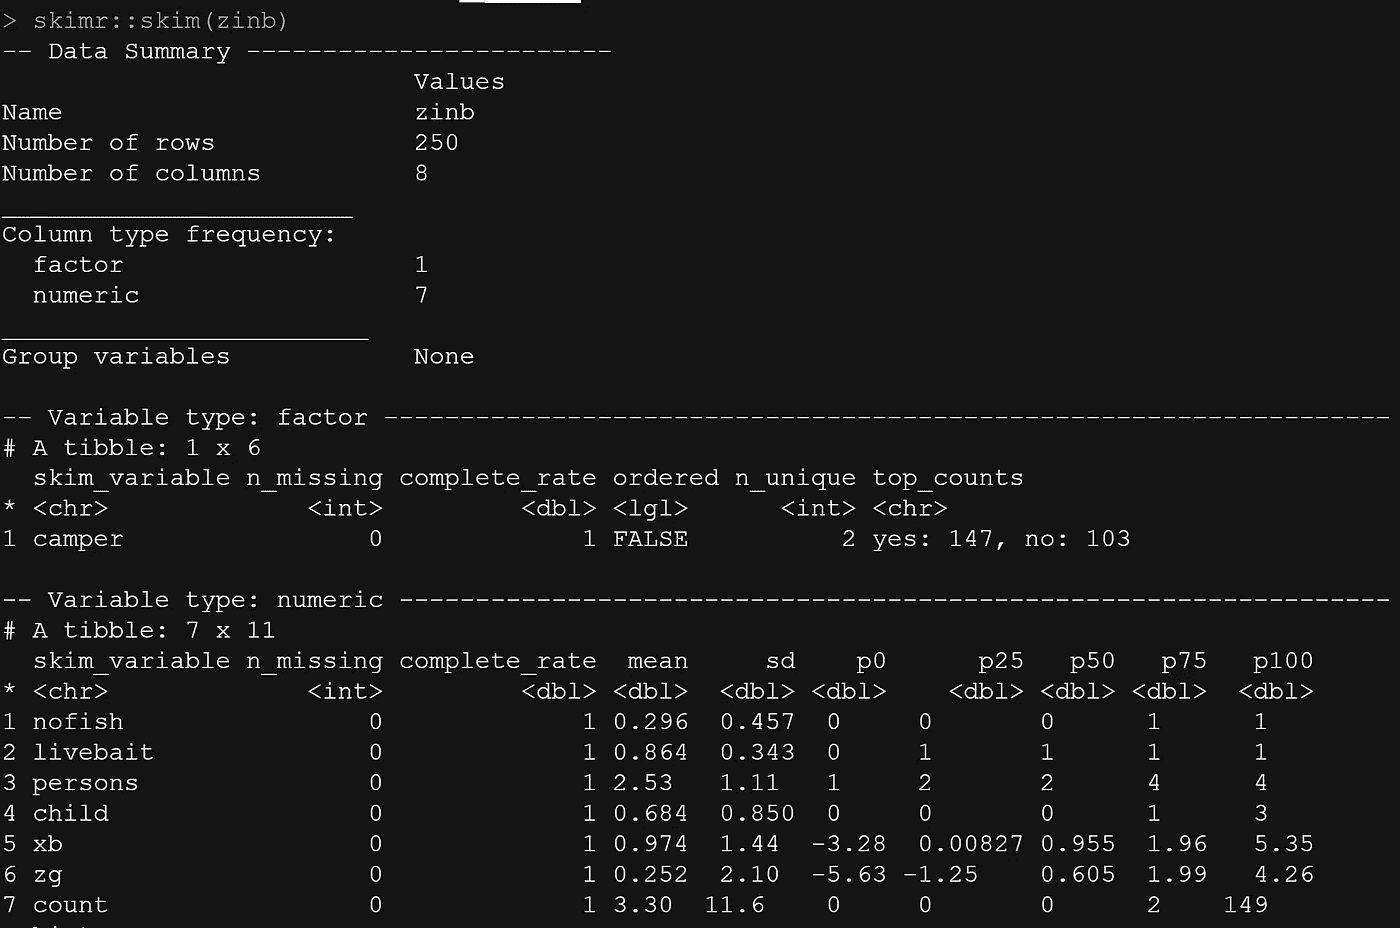 > skimr::skim(zinb)
-- Data Summary ------------------------
                           Values
Name                       zinb
Number of rows             250
Number of columns          8
_______________________
Column type frequency:
  factor                   1
  numeric                  7
________________________
Group variables            None

-- Variable type: factor ------------------------------------------------------------------
# A tibble: 1 x 6
  skim_variable n_missing complete_rate ordered n_unique top_counts
* <chr>             <int>         <dbl> <lgl>      <int> <chr>
1 camper                0             1 FALSE          2 yes: 147, no: 103

-- Variable type: numeric -----------------------------------------------------------------
# A tibble: 7 x 11
  skim_variable n_missing complete_rate  mean     sd    p0      p25   p50   p75   p100
* <chr>             <int>         <dbl> <dbl>  <dbl> <dbl>    <dbl> <dbl> <dbl>  <dbl>
1 nofish                0             1 0.296  0.457  0     0       0     1      1
2 livebait              0             1 0.864  0.343  0     1       1     1      1
3 persons               0             1 2.53   1.11   1     2       2     4      4
4 child                 0             1 0.684  0.850  0     0       0     1      3
5 xb                    0             1 0.974  1.44  -3.28  0.00827 0.955 1.96   5.35
6 zg                    0             1 0.252  2.10  -5.63 -1.25    0.605 1.99   4.26
7 count                 0             1 3.30  11.6    0     0       0     2    149